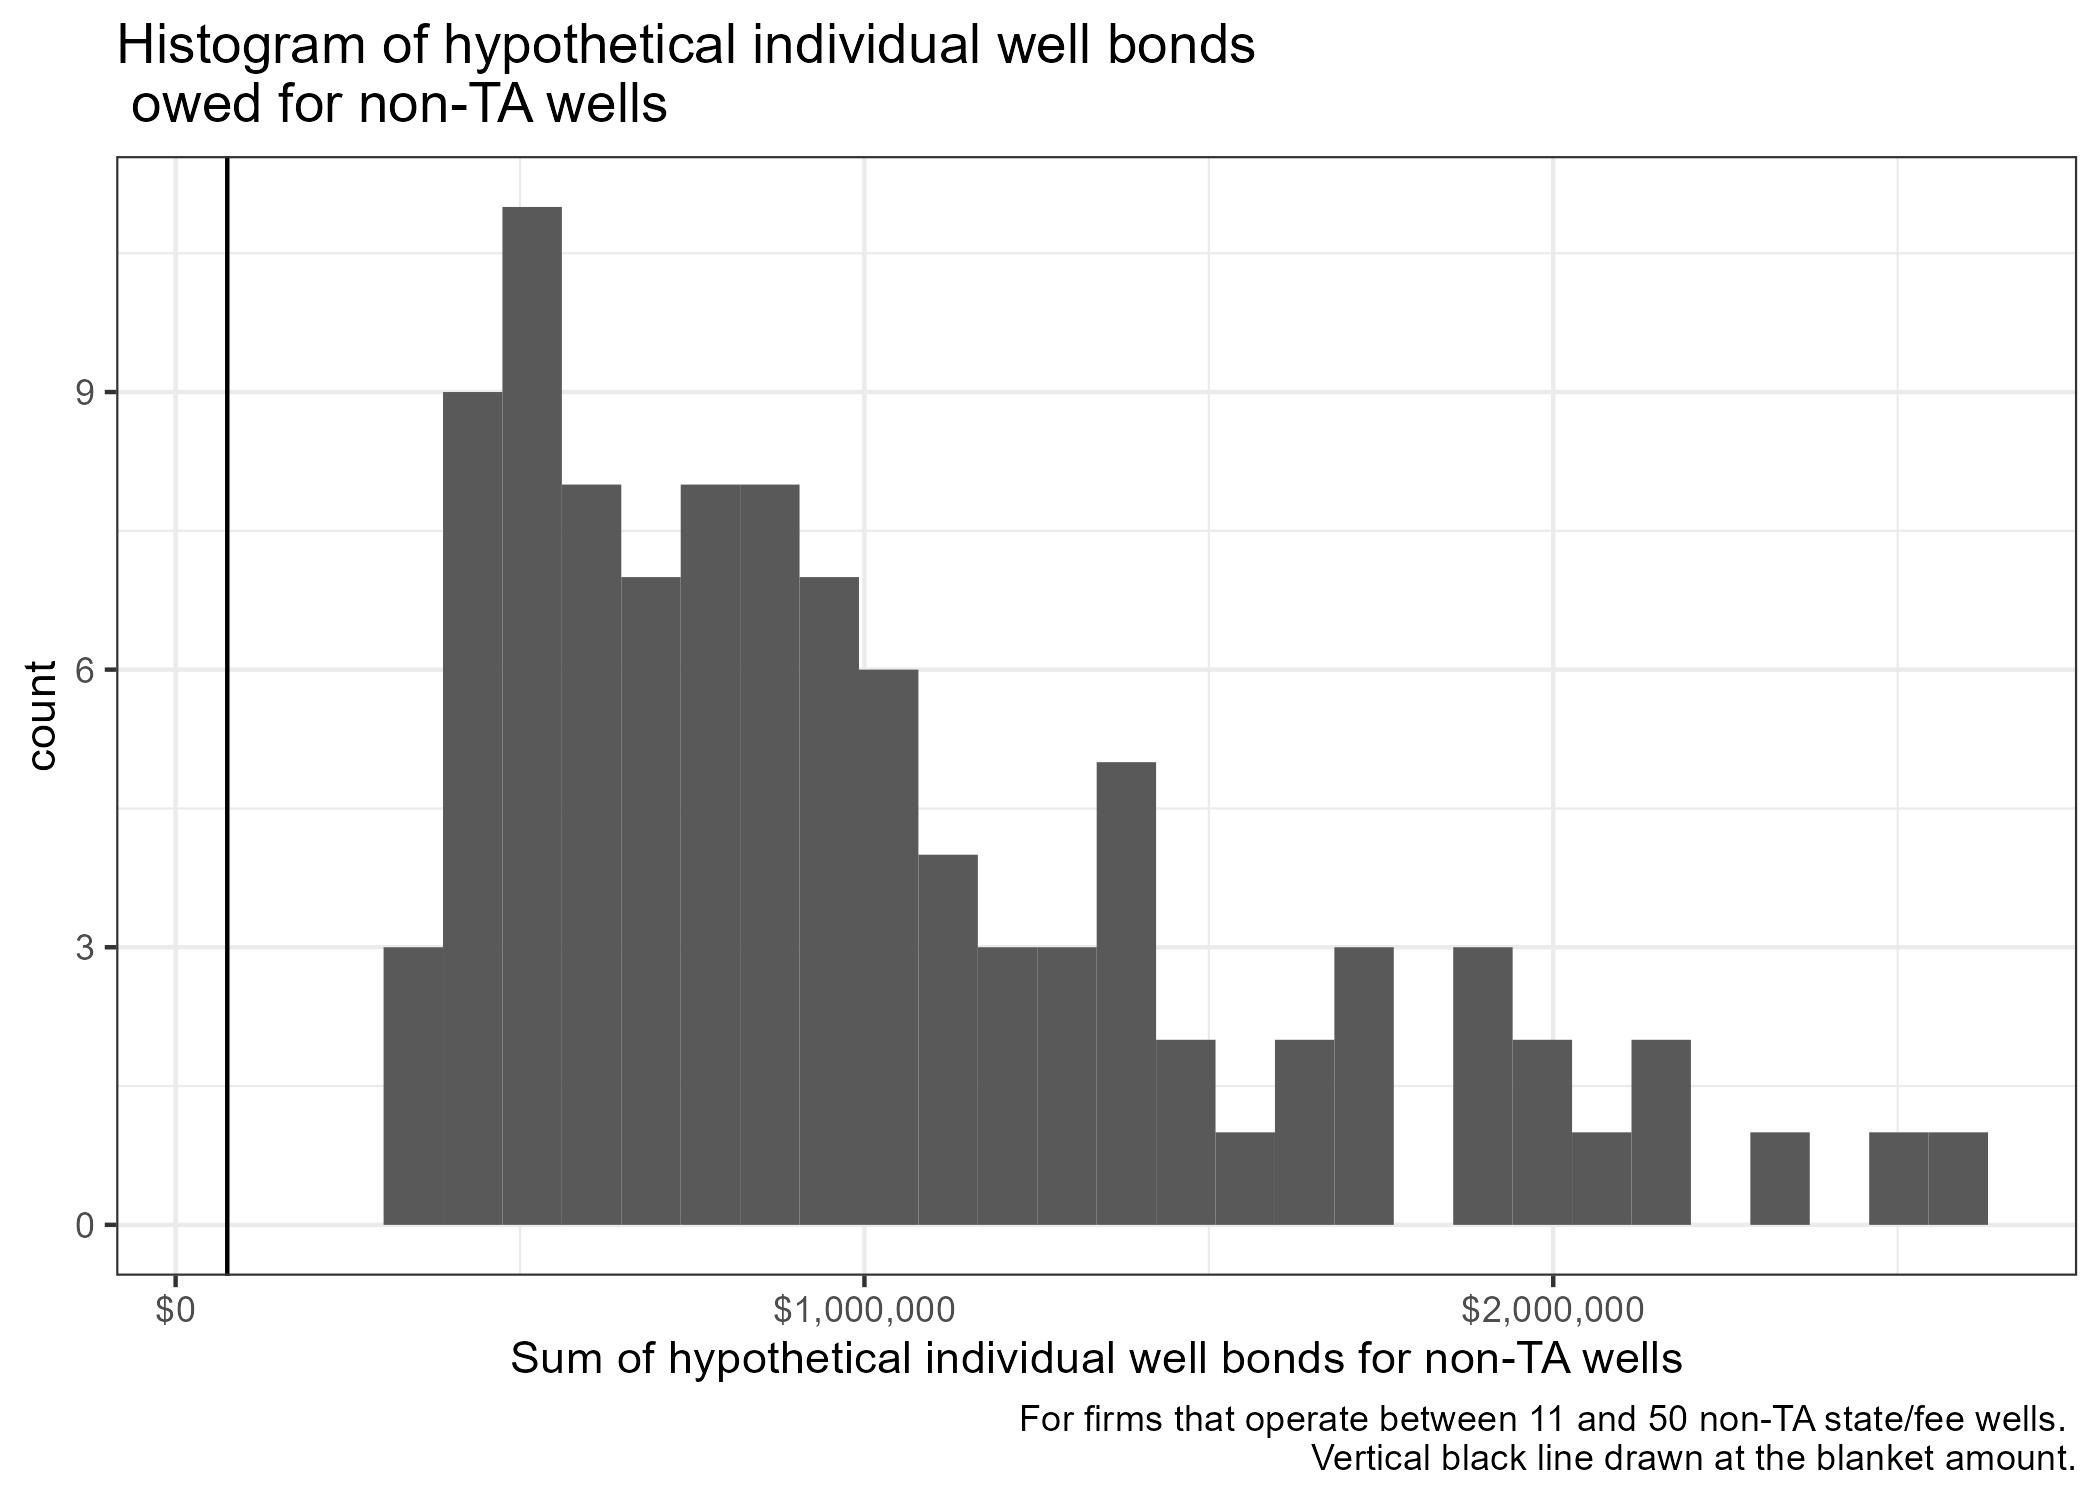 Histogram of hypothetical individual well bonds
owed for non-TA wells
count
9
6
3
0
$0
$1,000,000
$2,000,000
Sum of hypothetical individual well bonds for non-TA wells
For firms that operate between 11 and 50 non-TA state/fee wells.
Vertical black line drawn at the blanket amount.